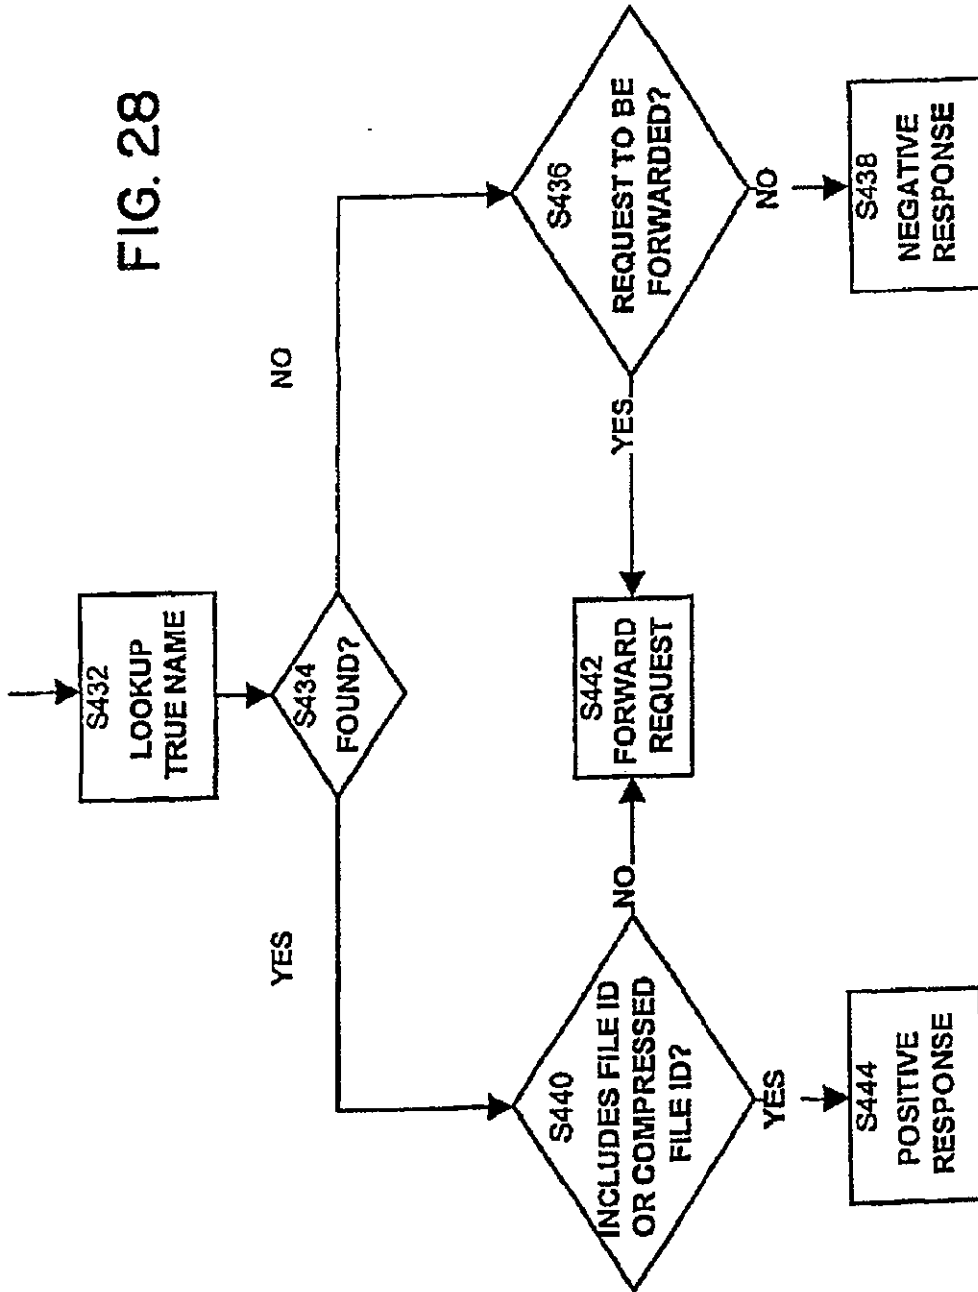 FIG. 28
S432
LOOKUP
TRUE NAME
S434
FOUND?
YES
NO
S440
INCLUDES FILE ID
OR COMPRESSED
FILE ID?
NO
S442
FORWARD
REQUEST
YES
S436
REQUEST TO BE
FORWARDED?
YES
S444
POSITIVE
RESPONSE
NO
S438
NEGATIVE
RESPONSE